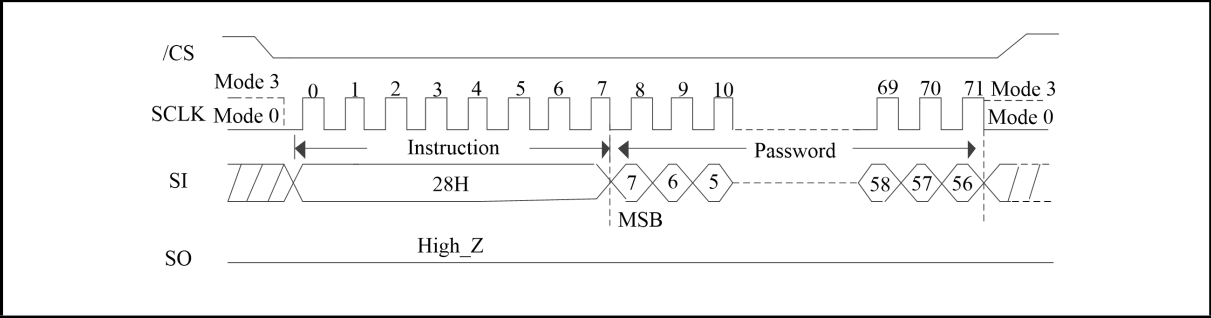 /CS
Mode 3 0 1 2 3 4 5 6 7 8 9 10 69 70 71 Mode 3
SCLK Mode 0 Mode 0
Instruction Password
SI 28H 7 6 5 58 57 56
MSB
High_Z
SO